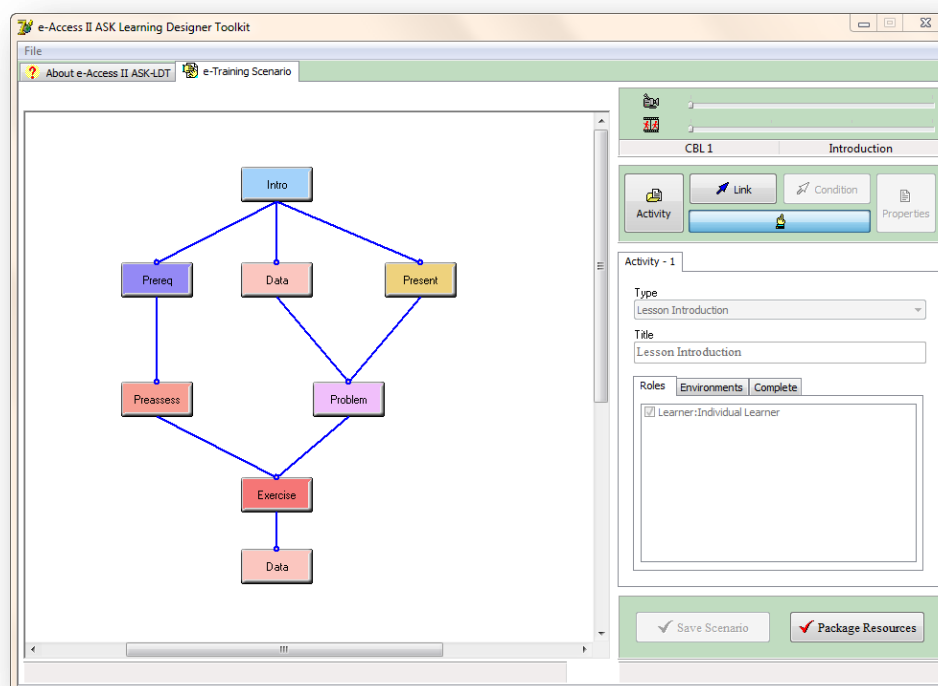 e-Access II ASK Learning Designer Toolkit
File
About e-Access II ASK-LDT
e-Training Scenario
CBL 1
Introduction
Activity
Link
Condition
Properties
Intro
Prereq
Data
Present
Preassess
Problem
Exercise
Data
Activity - 1
Type
Lesson Introduction
Title
Lesson Introduction
Roles
Environments
Complete
Learner:Individual Learner
Save Scenario
Package Resources